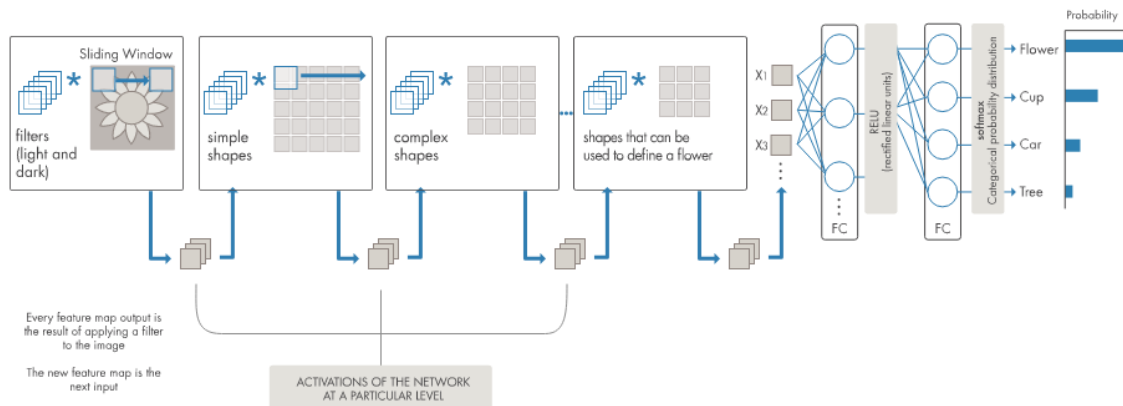 Probability
Sliding Window
*
*
*
*
filters
(light and
dark)
simple
shapes
complex
shapes
...
shapes that can be
used to define a flower
X1
X2
X3
FC
RELU
(rectified linear units)
FC
softmax
Categorical probability distribution
Flower
Cup
Car
Tree
Every feature map output is
the result of applying a filter
to the image
The new feature map is the
next input
ACTIVATIONS OF THE NETWORK
AT A PARTICULAR LEVEL